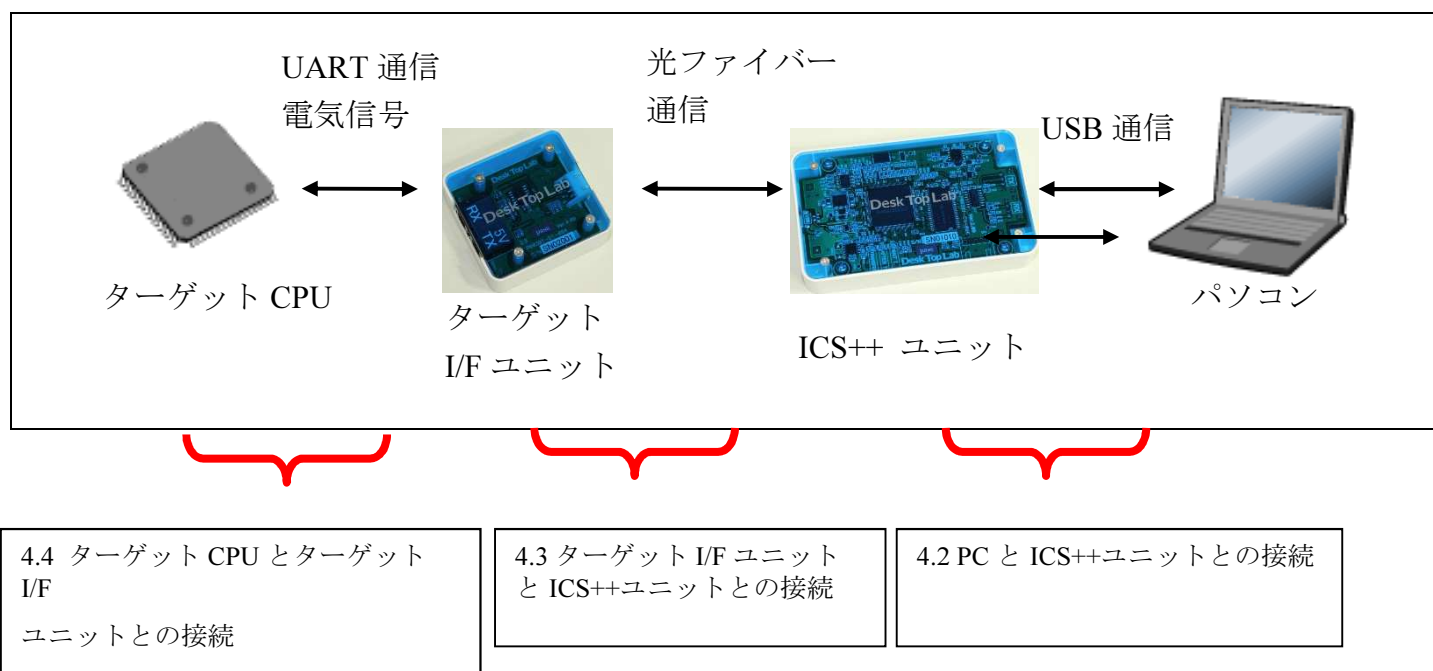 UART 通信
電気信号
光ファイバー
通信
USB 通信
Desk Top Lab
RX TX
5V
SN02001
Desk Top Lab
SN01010
Desk Top Lab
ターゲット CPU
ターゲット
I/F ユニット
ICS++ ユニット
パソコン
4.4 ターゲット CPU とターゲット
I/F
ユニットとの接続
4.3 ターゲット I/F ユニット
と ICS++ユニットとの接続
4.2 PC と ICS++ユニットとの接続